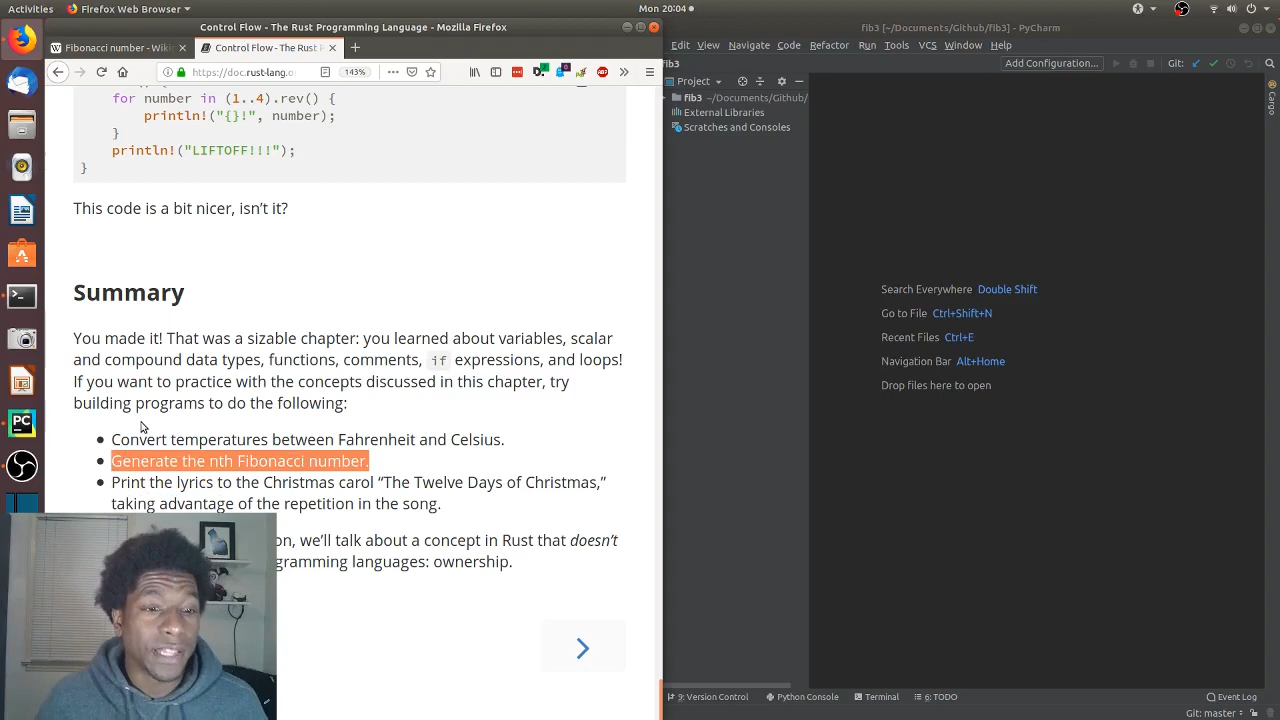 Activities Firefox Web Browser Mon 20:04
Control Flow - The Rust Programming Language - Mozilla Firefox
fib3 [~/Documents/Github/fib3] - PyCharm
Fibonacci number - Wiki
Control Flow - The Rust P
Edit View Navigate Code Refactor Run Tools VCS Window Help
https://doc.rust-lang.o 143%
fib3 Add Configuration... Git:
Project
fib3 ~/Documents/Github/
External Libraries
Scratches and Consoles
for number in (1..4).rev() {
println!("{}!", number);
}
println!("LIFTOFF!!!");
}
This code is a bit nicer, isn’t it?
Summary
You made it! That was a sizable chapter: you learned about variables, scalar
and compound data types, functions, comments, if expressions, and loops!
If you want to practice with the concepts discussed in this chapter, try
building programs to do the following:
Convert temperatures between Fahrenheit and Celsius.
Generate the nth Fibonacci number.
Print the lyrics to the Christmas carol “The Twelve Days of Christmas,”
taking advantage of the repetition in the song.
on, we’ll talk about a concept in Rust that doesn’t
gramming languages: ownership.
Search Everywhere Double Shift
Go to File Ctrl+Shift+N
Recent Files Ctrl+E
Navigation Bar Alt+Home
Drop files here to open
Cargo
9: Version Control Python Console Terminal 6: TODO Event Log
Git: master